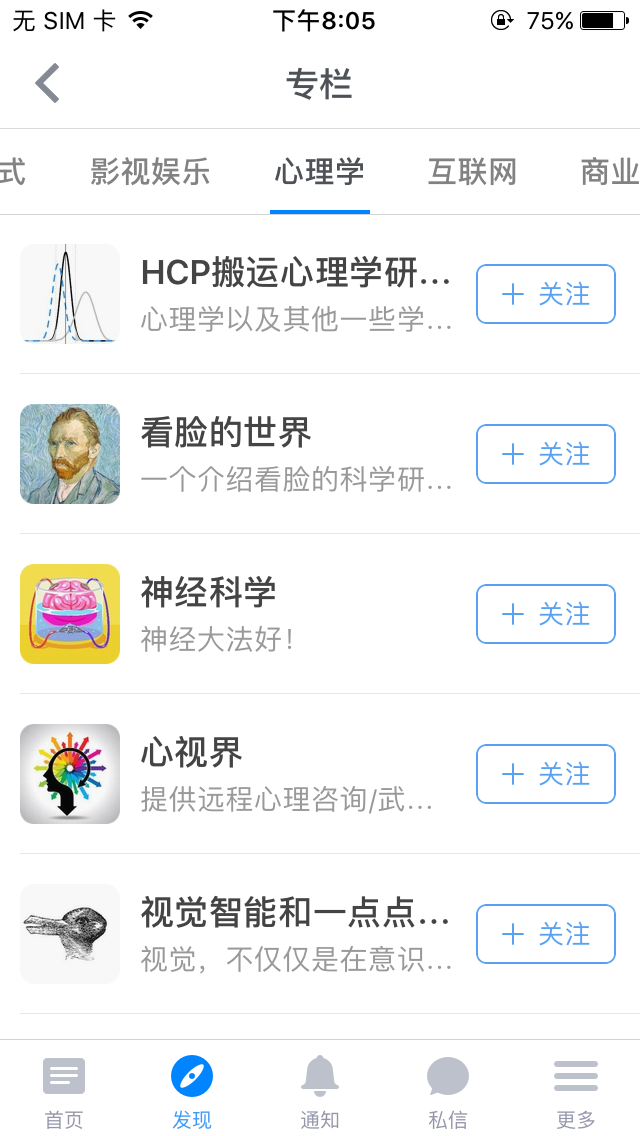 无 SIM 卡 下午8:05 75%
专栏
式 影视娱乐 心理学 互联网 商业
HCP搬运心理学研...
心理学以及其他一些学...
+ 关注
看脸的世界
一个介绍看脸的科学研...
+ 关注
神经科学
神经大法好！
+ 关注
心视界
提供远程心理咨询/武...
+ 关注
视觉智能和一点点...
视觉，不仅仅是在意识...
+ 关注
首页 发现 通知 私信 更多